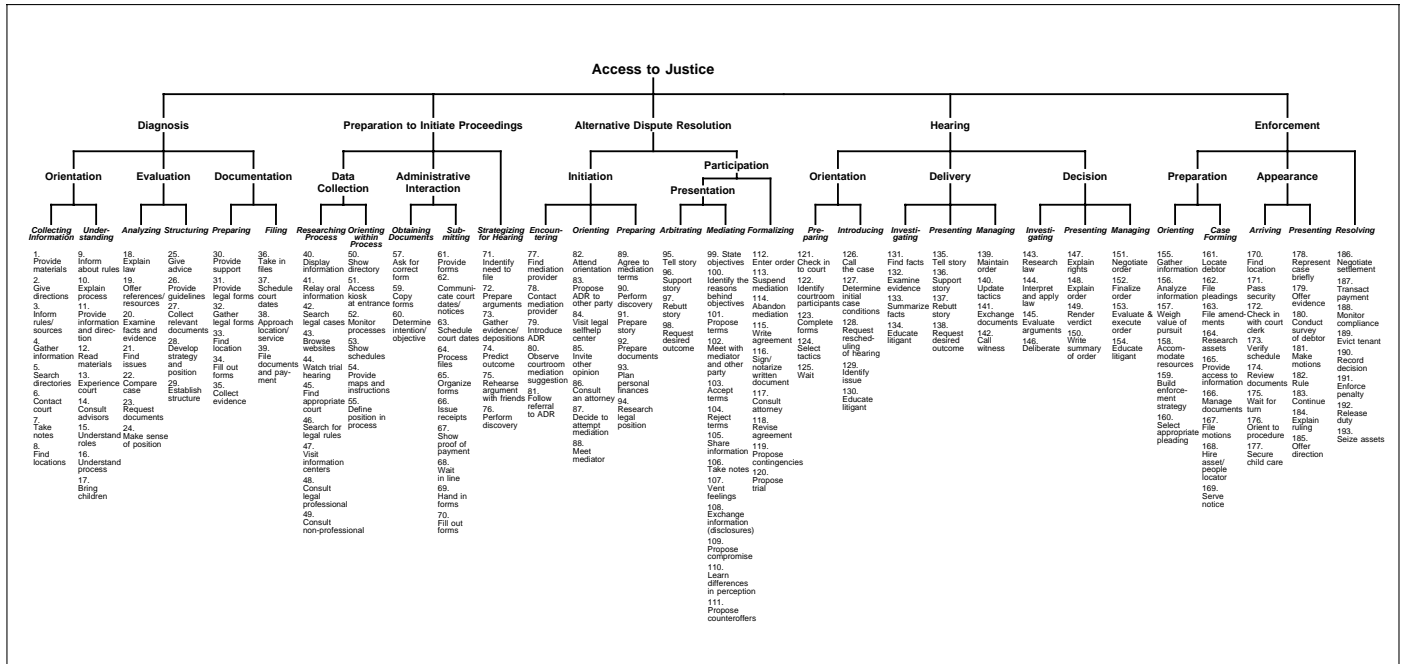 Access to Justice
Diagnosis
Preparation to Initiate Proceedings
Alternative Dispute Resolution
Hearing
Enforcement
Orientation
Evaluation
Documentation
Data
Collection
Administrative
Interaction
Initiation
Participation
Presentation
Orientation
Delivery
Decision
Preparation
Appearance
Collecting
Information
1.
Provide
materials
2.
Give
directions
3.
Inform
rules/
sources
4.
Gather
information
5.
Search
directories
6.
Contact
court
7.
Take
notes
8.
Find
locations
Under-
standing
9.
Inform
about rules
10.
Explain
process
11.
Provide
information
and direc-
tion
12.
Read
materials
13.
Experience
court
14.
Consult
advisors
15.
Understand
roles
16.
Understand
process
17.
Bring
children
Analyzing
18.
Explain
law
19.
Offer
references/
resources
20.
Examine
facts and
evidence
21.
Find
issues
22.
Compare
case
23.
Request
documents
24.
Make sense
of position
Structuring
25.
Give
advice
26.
Provide
guidelines
27.
Collect
relevant
documents
28.
Develop
strategy
and
position
29.
Establish
structure
Preparing
30.
Provide
support
31.
Provide
legal forms
32.
Gather
legal forms
33.
Find
location
34.
Fill out
forms
35.
Collect
evidence
Filing
36.
Take in
files
37.
Schedule
court
dates
38.
Approach
location/
service
39.
File
documents
and pay-
ment
Researching
Process
40.
Display
information
41.
Relay oral
information
42.
Search
legal cases
43.
Browse
websites
44.
Watch trial
hearing
45.
Find
appropriate
court
46.
Search for
legal rules
47.
Visit
information
centers
48.
Consult
legal
professional
49.
Consult
non-professional
Orienting
within
Process
50.
Show
directory
51.
Access
kiosk
at entrance
52.
Monitor
processes
53.
Show
schedules
54.
Provide
maps and
instructions
55.
Define
position in
process
Obtaining
Documents
57.
Ask for
correct
form
59.
Copy
forms
60.
Determine
intention/
objective
Sub-
mitting
61.
Provide
forms
62.
Communi-
cate court
dates/
notices
63.
Schedule
court dates
64.
Process
files
65.
Organize
forms
66.
Issue
receipts
67.
Show
proof of
payment
68.
Wait
in line
69.
Hand in
forms
70.
Fill out
forms
Strategizing
for Hearing
71.
Indentify
need to
file
72.
Prepare
arguments
73.
Gather
evidence/
depositions
74.
Predict
outcome
75.
Rehearse
argument
with friends
76.
Perform
discovery
Encoun-
tering
77.
Find
mediation
provider
78.
Contact
mediation
provider
79.
Introduce
ADR
80.
Observe
courtroom
mediation
suggestion
81.
Follow
referral
to ADR
Orienting
82.
Attend
orientation
83.
Propose
ADR to
other party
84.
Visit legal
selfhelp
center
85.
Invite
other
opinion
86.
Consult
an attorney
87.
Decide to
attempt
mediation
88.
Meet
mediator
Preparing
89.
Agree to
mediation
terms
90.
Perform
discovery
91.
Prepare
story
92.
Prepare
documents
93.
Plan
personal
finances
94.
Research
legal
position
Arbitrating
95.
Tell story
96.
Support
story
97.
Rebutt
story
98.
Request
desired
outcome
Mediating
99. State
objectives
100.
Identify the
reasons
behind
objectives
101.
Propose
terms
102.
Meet with
mediator
and other
party
103.
Accept
terms
104.
Reject
terms
105.
Share
information
106.
Take notes
107.
Vent
feelings
108.
Exchange
information
(disclosures)
109.
Propose
compromise
110.
Learn
differences
in perception
111.
Propose
counteroffers
Formalizing
112.
Enter order
113.
Suspend
mediation
114.
Abandon
mediation
115.
Write
agreement
116.
Sign/
notarize
written
document
117.
Consult
attorney
118.
Revise
agreement
119.
Propose
contingencies
120.
Propose
trial
Pre-
paring
121.
Check in
to court
122.
Identify
courtroom
participants
123.
Complete
forms
124.
Select
tactics
125.
Wait
Introducing
126.
Call
the case
127.
Determine
initial
case
conditions
128.
Request
resched-
uling
of hearing
129.
Identify
issue
130.
Educate
litigant
Investi-
gating
131.
Find facts
132.
Examine
evidence
133.
Summarize
facts
134.
Educate
litigant
Presenting
135.
Tell story
136.
Support
story
137.
Rebutt
story
138.
Request
desired
outcome
Managing
139.
Maintain
order
140.
Update
tactics
141.
Exchange
documents
142.
Call
witness
Investi-
gating
143.
Research
law
144.
Interpret
and apply
law
145.
Evaluate
arguments
146.
Deliberate
Presenting
147.
Explain
rights
148.
Explain
order
149.
Render
verdict
150.
Write
summary
of order
Managing
151.
Negotiate
order
152.
Finalize
order
153.
Evaluate &
execute
order
154.
Educate
litigant
Orienting
155.
Gather
information
156.
Analyze
information
157.
Weigh
value of
pursuit
158.
Accom-
modate
resources
159.
Build
enforce-
ment
strategy
160.
Select
appropriate
pleading
Case
Forming
161.
Locate
debtor
162.
File
pleadings
163.
File amend-
ments
164.
Research
assets
165.
Provide
access to
information
166.
Manage
documents
167.
File
motions
168.
Hire
asset/
people
locator
169.
Serve
notice
Arriving
170.
Find
location
171.
Pass
security
172.
Check in
with court
clerk
173.
Verify
schedule
174.
Review
documents
175.
Wait for
turn
176.
Orient to
procedure
177.
Secure
child care
Presenting
178.
Represent
case
briefly
179.
Offer
evidence
180.
Conduct
survey
of debtor
181.
Make
motions
182.
Rule
183.
Continue
184.
Explain
ruling
185.
Offer
direction
Resolving
186.
Negotiate
settlement
187.
Transact
payment
188.
Monitor
compliance
189.
Evict tenant
190.
Record
decision
191.
Enforce
penalty
192.
Release
duty
193.
Seize assets